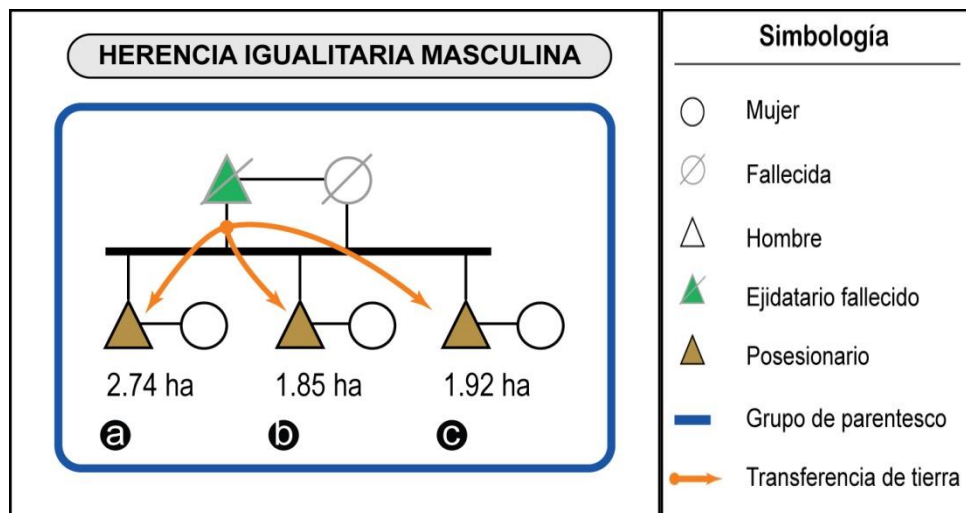 HERENCIA IGUALITARIA MASCULINA
2.74 ha
1.85 ha
1.92 ha
a
b
c
Simbología
Mujer
Fallecida
Hombre
Ejidatario fallecido
Posesionario
Grupo de parentesco
Transferencia de tierra